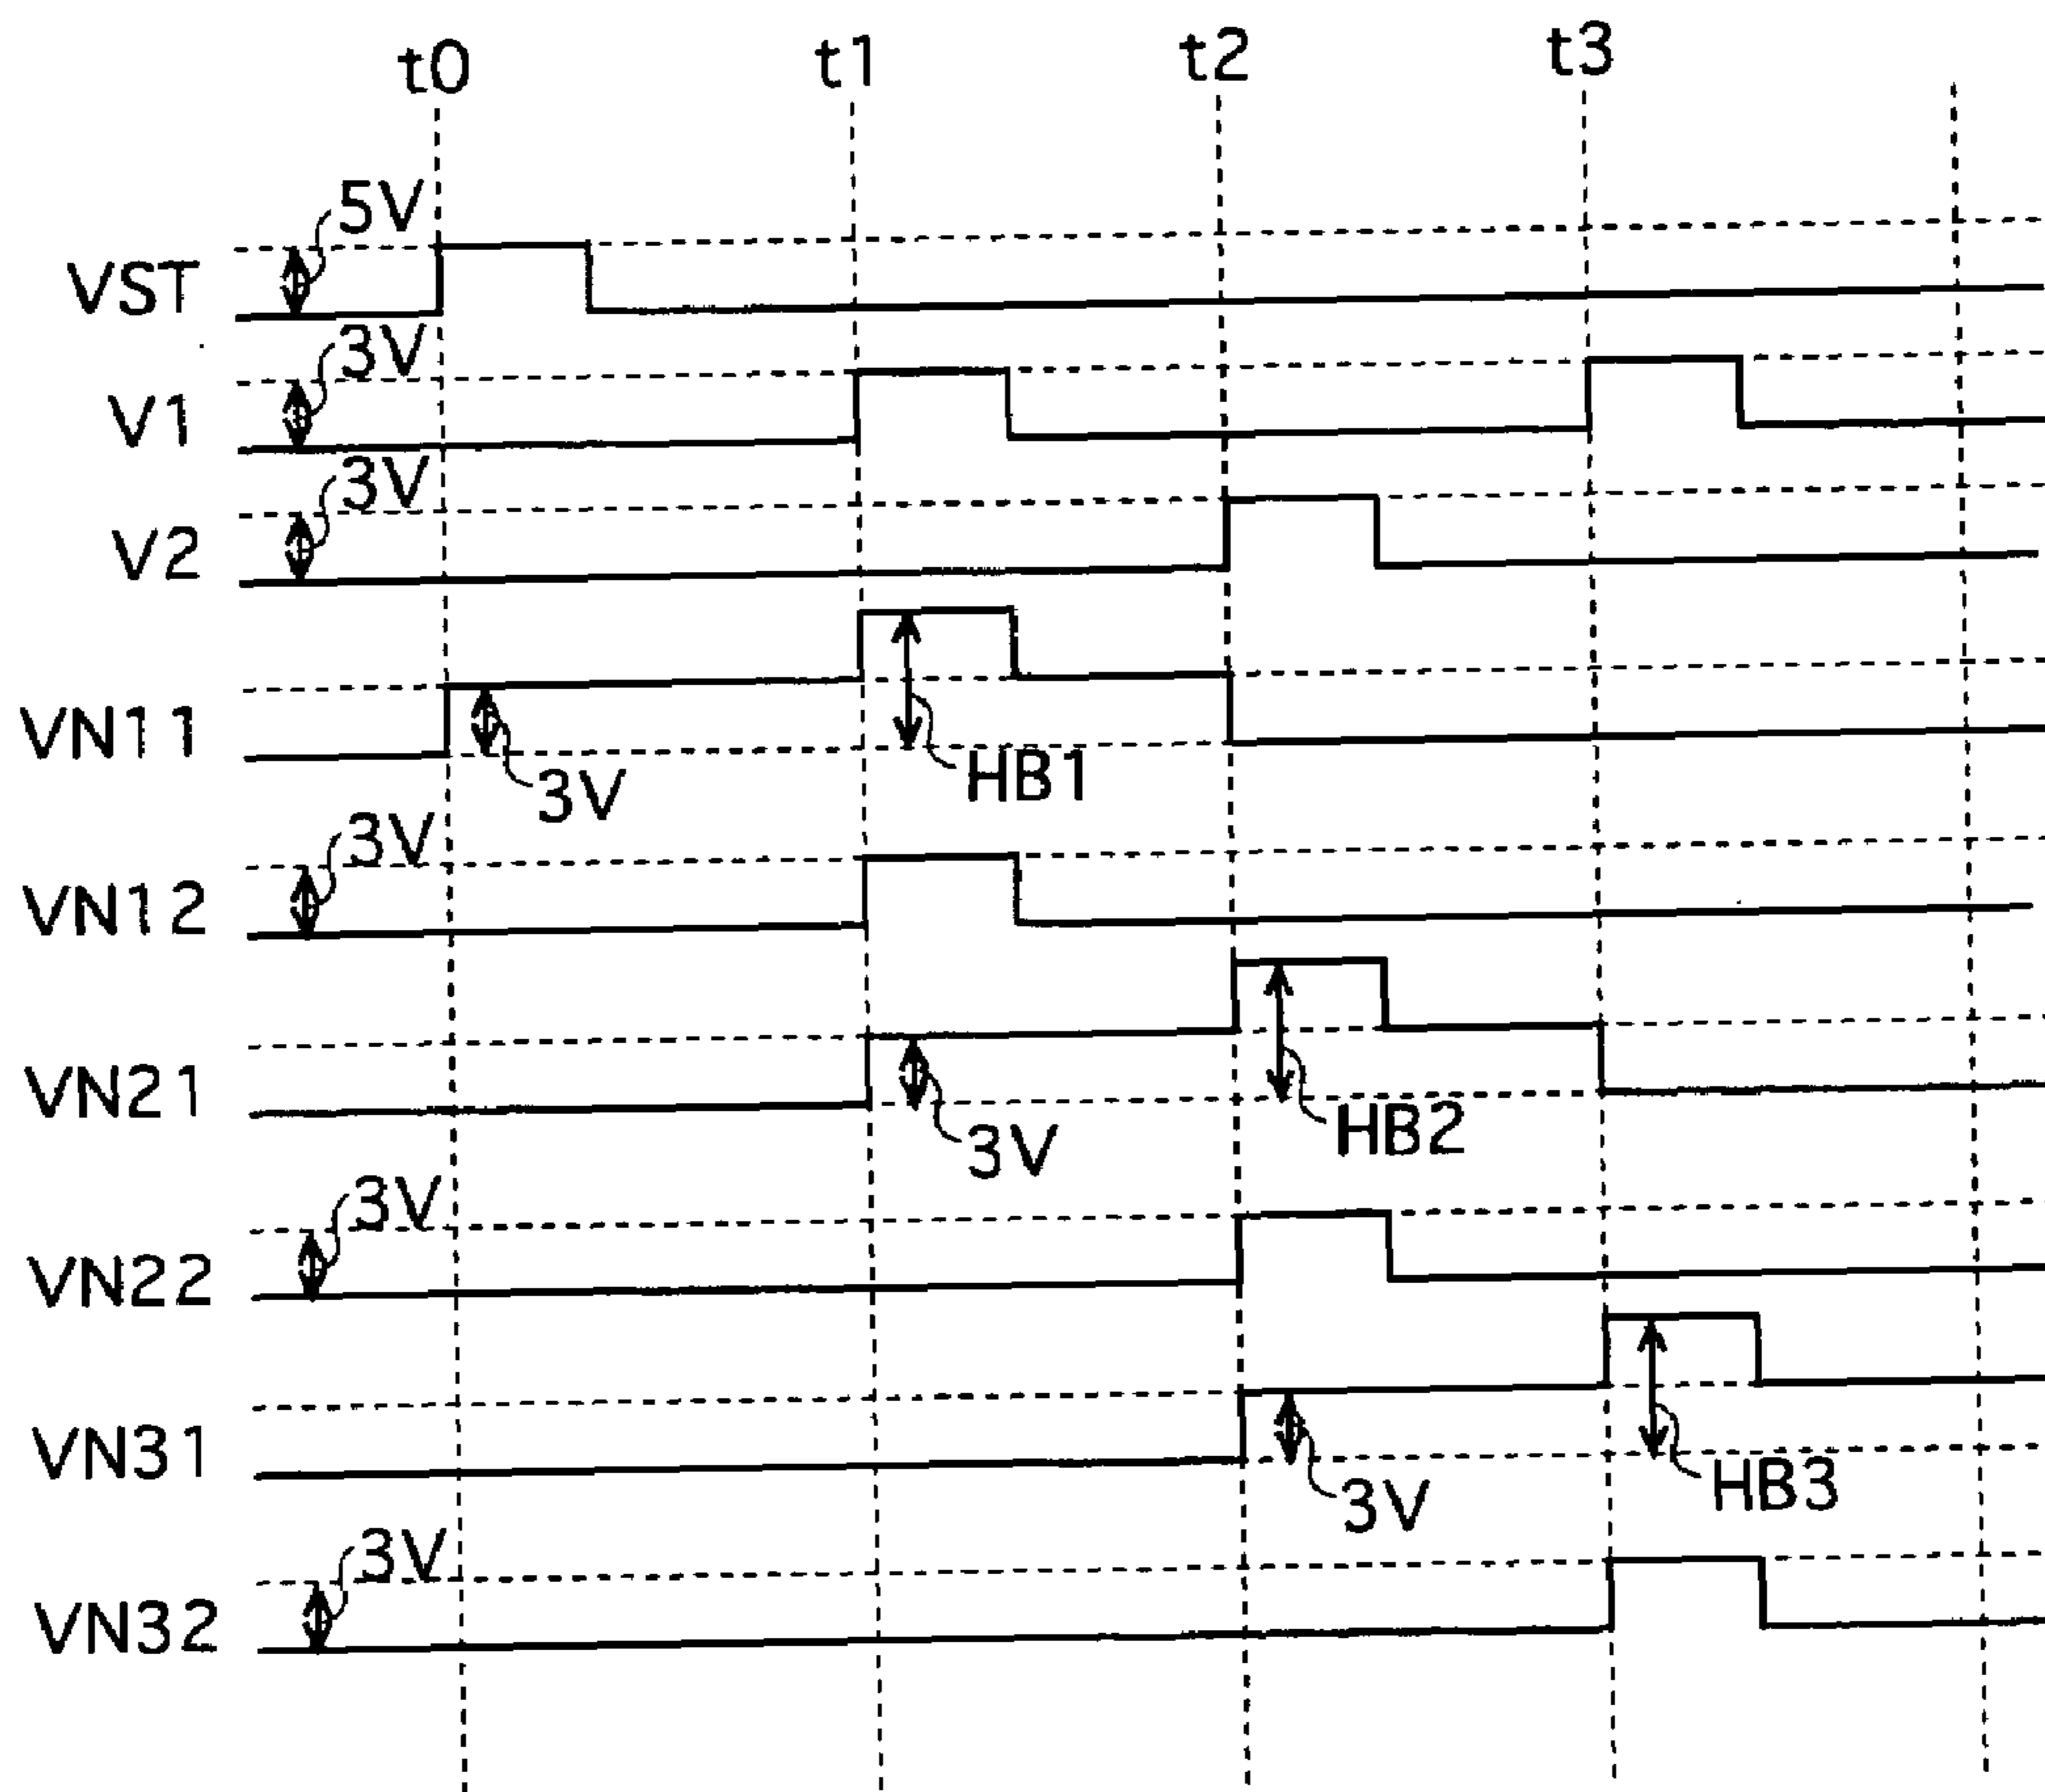 t0 t1 t2 t3
5V
VST
3V
V1
3V
V2
VN11
HB1
3V
3V
VN12
VN21
HB2
3V
3V
VN22
VN31
HB3
3V
3V
VN32